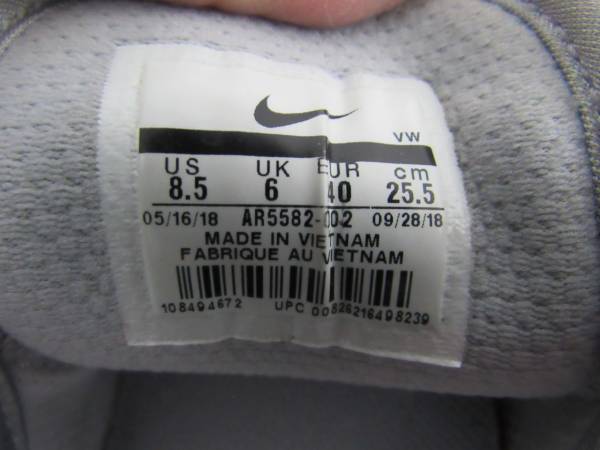 VW
US UK EUR cm
8.5 6 40 25.5
05/16/18 AR5582-002 09/28/18
MADE IN VIETNAM
FABRIQUE AU VIETNAM
108494672 UPC 00826216498239